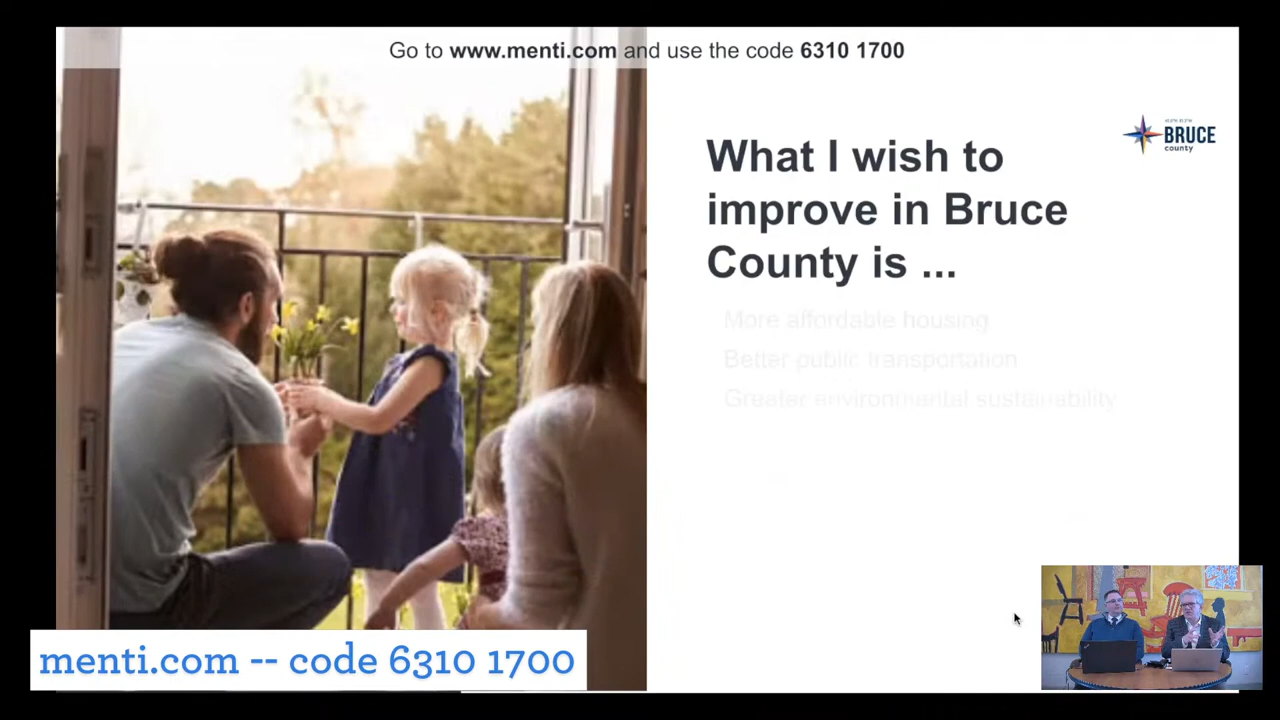 Go to www.menti.com and use the code 6310 1700
BRUCE
county
What I wish to
improve in Bruce
County is ...
More affordable housing
Better public transportation
Greater environmental sustainability
menti.com -- code 6310 1700